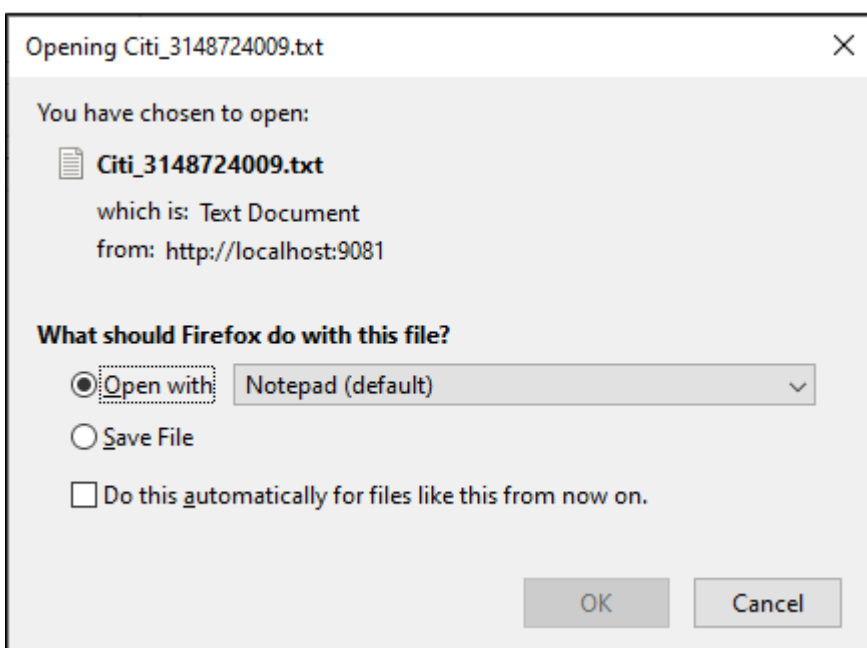 Opening Citi_3148724009.txt
You have chosen to open:
Citi_3148724009.txt
which is: Text Document
from: http://localhost:9081
What should Firefox do with this file?
Open with Notepad (default)
Save File
Do this automatically for files like this from now on.
OK Cancel